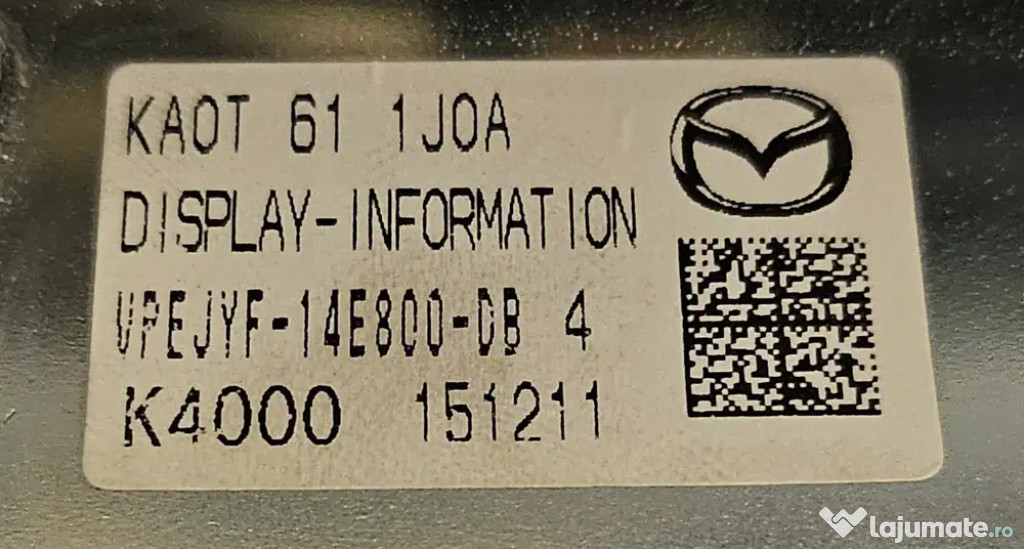 KA0T 61 1J0A
DISPLAY-INFORMATION
VPEJYF-14E800-DB 4
K4000 151211
lajumate.ro